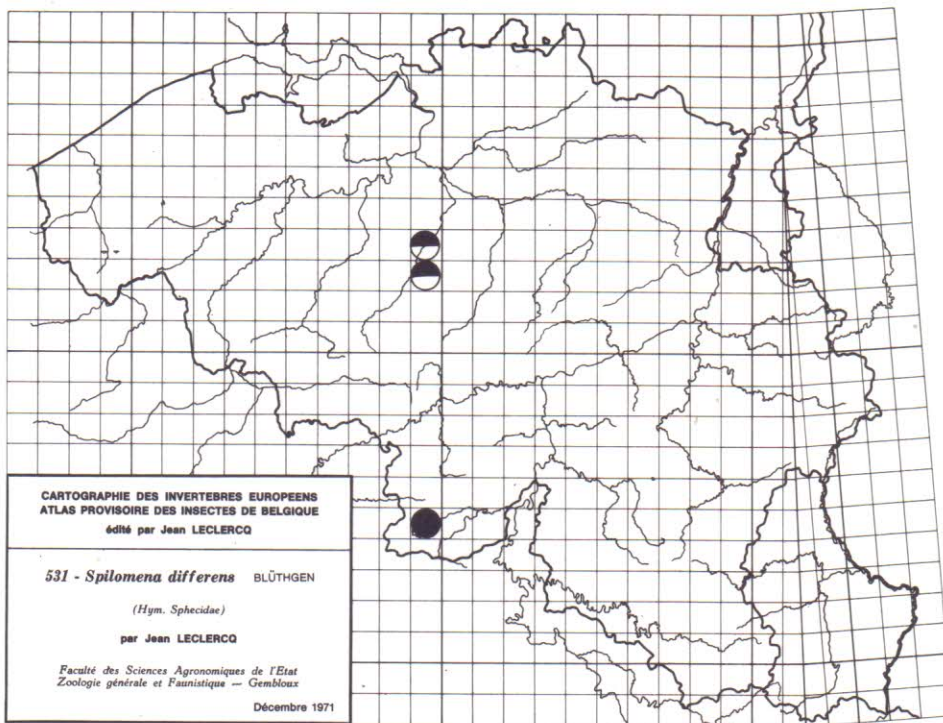 CARTOGRAPHIE DES INVERTEBRES EUROPEENS
ATLAS PROVISOIRE DES INSECTES DE BELGIQUE
édité par Jean LECLERCQ
531 - Spilomena differens BLÜTHGEN
(Hym. Sphecidae)
par Jean LECLERCQ
Faculté des Sciences Agronomiques de l'Etat
Zoologie générale et Faunistique — Gembloux
Décembre 1971